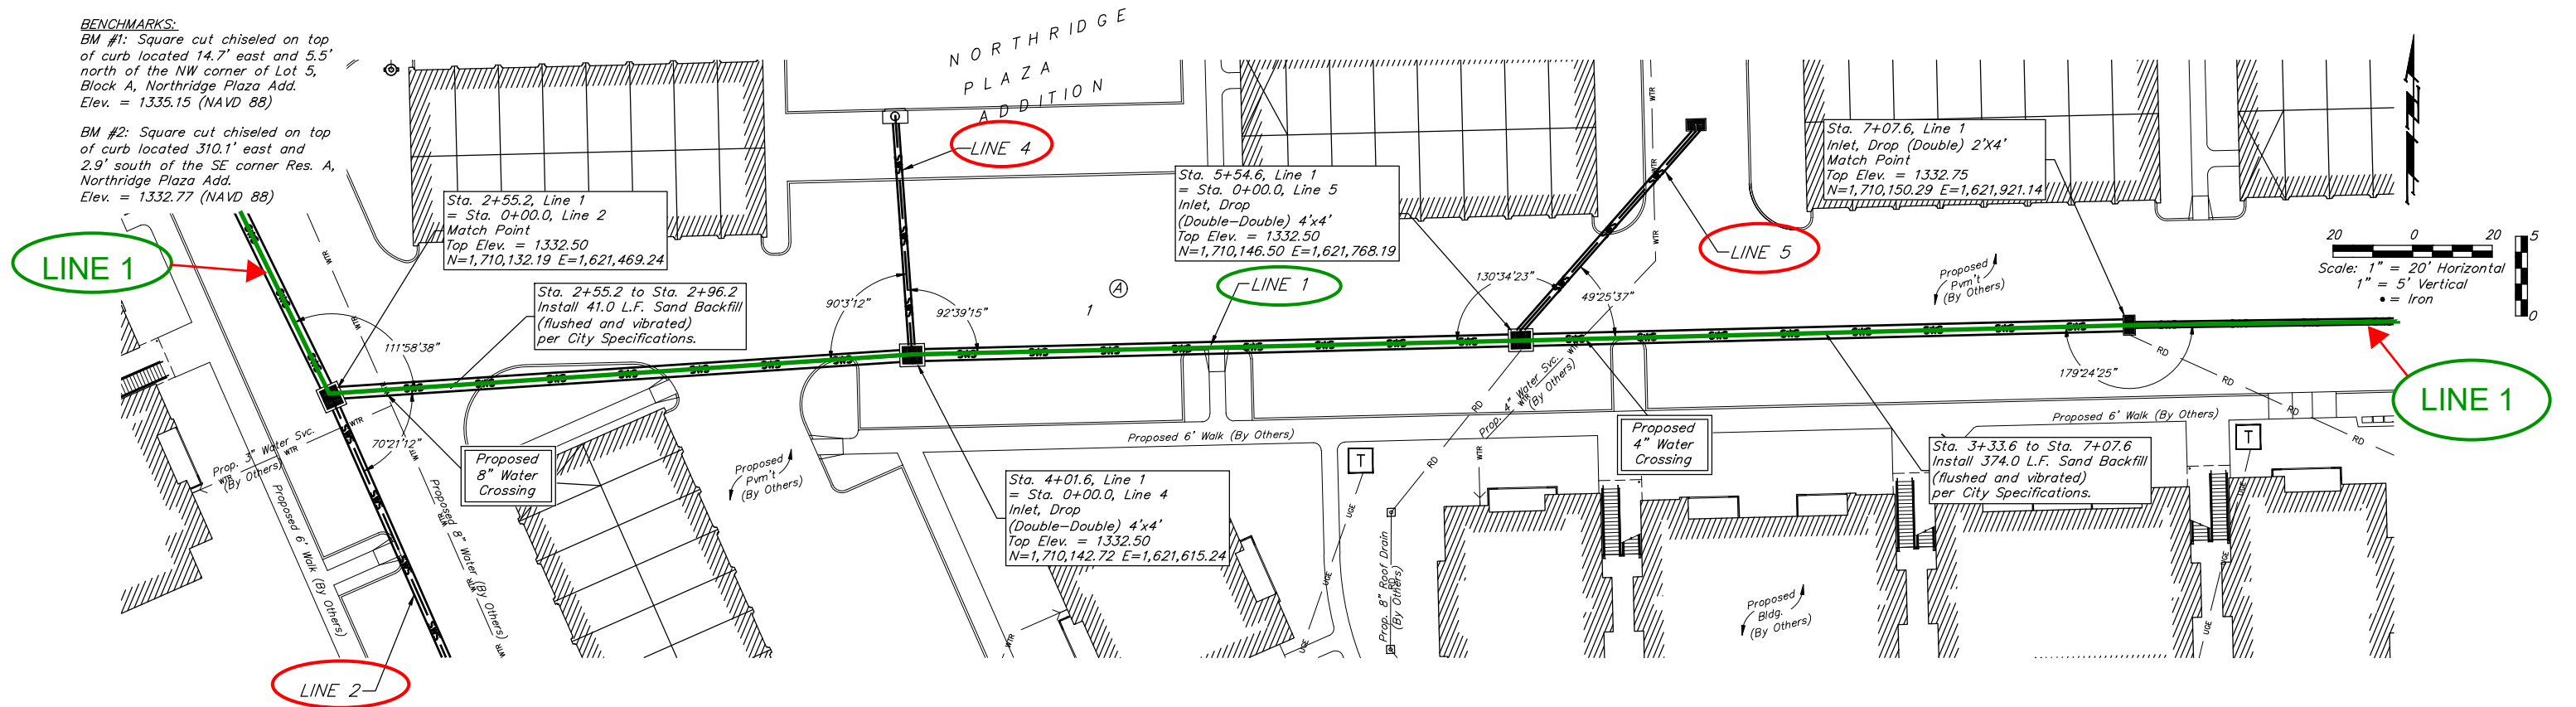 BENCHMARKS:
BM #1: Square cut chiseled on top
of curb located 14.7' east and 5.5'
north of the NW corner of Lot 5,
Block A, Northridge Plaza Add.
Elev. = 1335.15 (NAVD 88)
BM #2: Square cut chiseled on top
of curb located 310.1' east and
2.9' south of the SE corner Res. A,
Northridge Plaza Add.
Elev. = 1332.77 (NAVD 88)
NORTHRIDGE
PLAZA
ADDITION
LINE 4
LINE 1
Sta. 2+55.2, Line 1
= Sta. 0+00.0, Line 2
Match Point
Top Elev. = 1332.50
N=1,710,132.19 E=1,621,469.24
Sta. 2+55.2 to Sta. 2+96.2
Install 41.0 L.F. Sand Backfill
(flushed and vibrated)
per City Specifications.
Sta. 5+54.6, Line 1
= Sta. 0+00.0, Line 5
Inlet, Drop
(Double-Double) 4'x4'
Top Elev. = 1332.50
N=1,710,146.50 E=1,621,768.19
LINE 1
LINE 5
Sta. 7+07.6, Line 1
Inlet, Drop (Double) 2'X4'
Match Point
Top Elev. = 1332.75
N=1,710,150.29 E=1,621,921.14
20 0 20
Scale: 1" = 20' Horizontal
1" = 5' Vertical
• = Iron
5
0
A
1
111°58'38"
90°3'12"
92°39'15"
130°34'23"
49°25'37"
179°24'25"
70°21'12"
Proposed
Pvm't
(By Others)
LINE 1
Prop. 3" Water Svc.
(By Others)
Proposed 6' Walk (By Others)
Proposed 8" Water (By Others)
Proposed
8" Water
Crossing
Proposed
Pvm't
(By Others)
Proposed 6' Walk (By Others)
Prop. 4" Water Svc.
(By Others)
Proposed
4" Water
Crossing
Proposed 6' Walk (By Others)
Sta. 3+33.6 to Sta. 7+07.6
Install 374.0 L.F. Sand Backfill
(flushed and vibrated)
per City Specifications.
Sta. 4+01.6, Line 1
= Sta. 0+00.0, Line 4
Inlet, Drop
(Double-Double) 4'x4'
Top Elev. = 1332.50
N=1,710,142.72 E=1,621,615.24
T
T
Prop. 8" Roof Drain
(By Others)
Proposed
Bldg.
(By Others)
LINE 2
SWS
WTR
RD
UGE